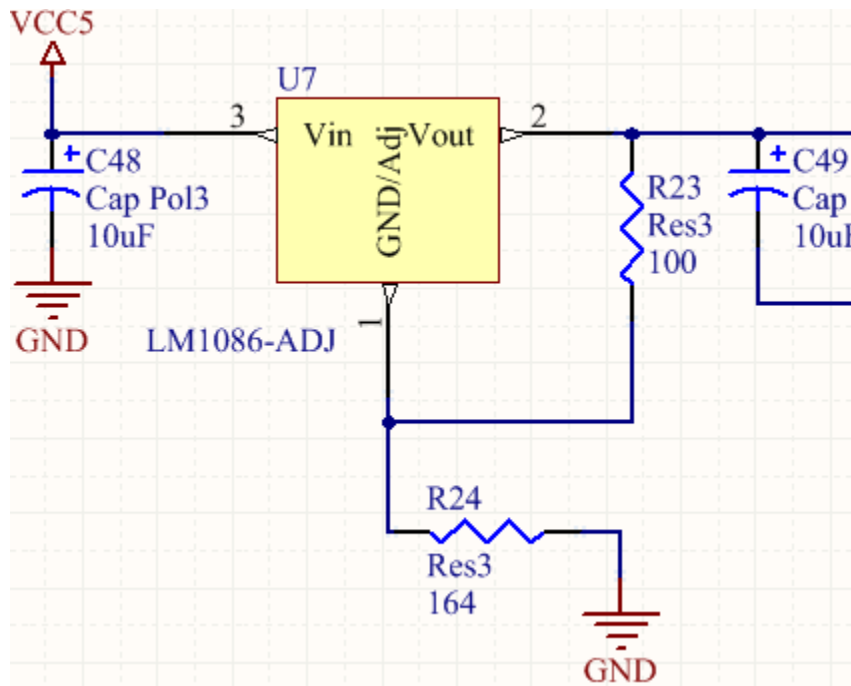 VCC5
U7
3
Vin
GND/Adj
Vout
2
+
C48
Cap Pol3
10uF
+
C49
Cap
R23
Res3
100
GND
1
LM1086-ADJ
R24
Res3
164
GND